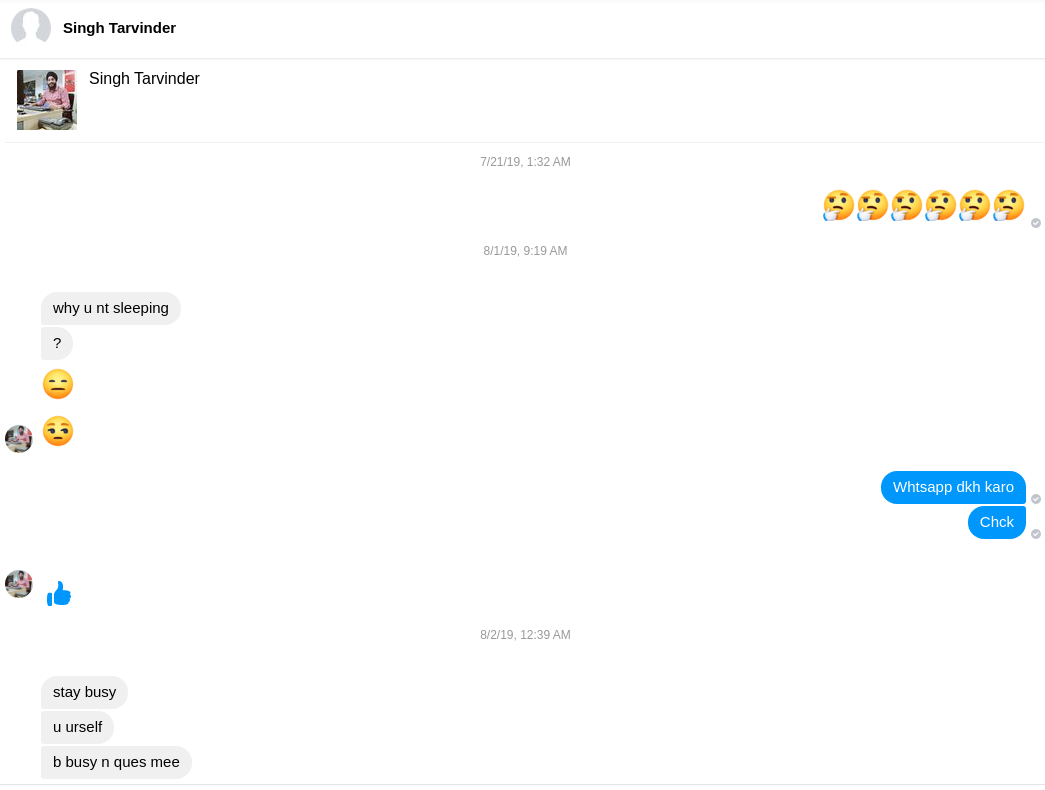 Singh Tarvinder
Singh Tarvinder
7/21/19, 1:32 AM
🤔🤔🤔🤔🤔🤔
8/1/19, 9:19 AM
why u nt sleeping
?
😑
😒
Whtsapp dkh karo
Chck
👍
8/2/19, 12:39 AM
stay busy
u urself
b busy n ques mee